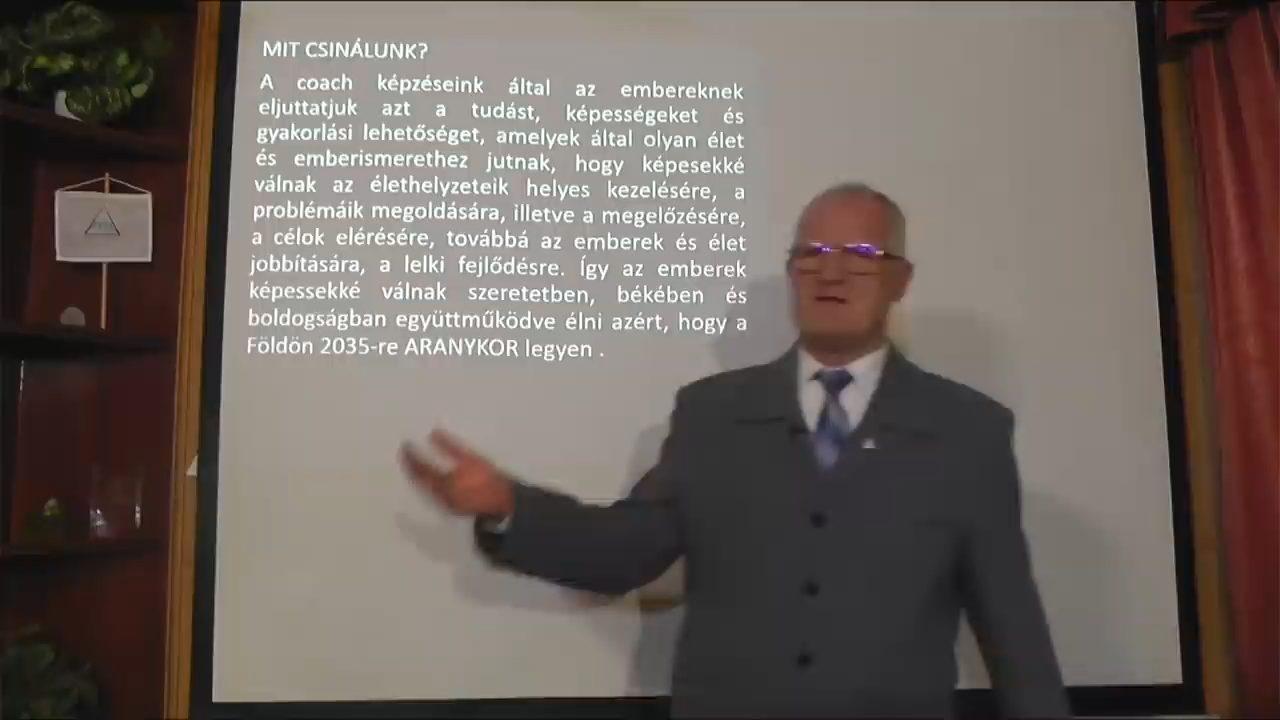 MIT CSINÁLUNK?
A coach képzéseink által az embereknek
eljuttatjuk azt a tudást, képességeket és
gyakorlási lehetőséget, amelyek által olyan élet
és emberismerethez jutnak, hogy képesekké
válnak az élethelyzeteik helyes kezelésére, a
problémáik megoldására, illetve a megelőzésére,
a célok elérésére, továbbá az emberek és élet
jobbítására, a lelki fejlődésre. Így az emberek
képessekké válnak szeretetben, békében és
boldogságban együttműködve élni azért, hogy a
Földön 2035-re ARANYKOR legyen .